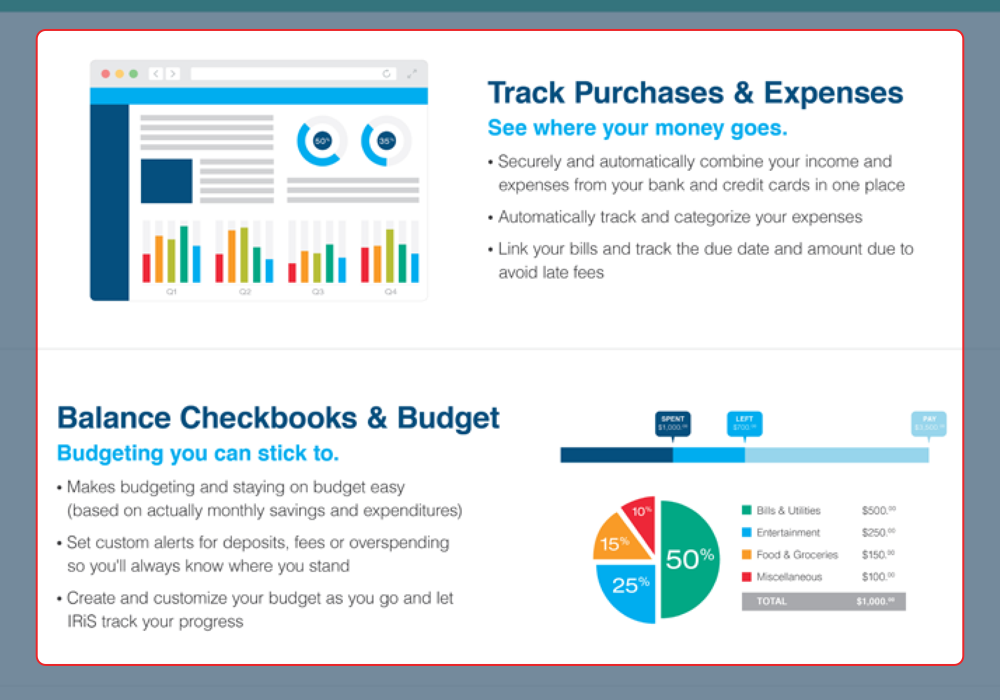 50%
35%
Q1
Q2
Q3
Q4
Track Purchases & Expenses
See where your money goes.
• Securely and automatically combine your income and
expenses from your bank and credit cards in one place
• Automatically track and categorize your expenses
• Link your bills and track the due date and amount due to
avoid late fees
Balance Checkbooks & Budget
Budgeting you can stick to.
• Makes budgeting and staying on budget easy
(based on actually monthly savings and expenditures)
• Set custom alerts for deposits, fees or overspending
so you'll always know where you stand
• Create and customize your budget as you go and let
IRiS track your progress
SPENT
$1,000.00
LEFT
$700.00
PAY
$3,500.00
10%
15%
50%
25%
Bills & Utilities $500.00
Entertainment $250.00
Food & Groceries $150.00
Miscellaneous $100.00
TOTAL $1,000.00